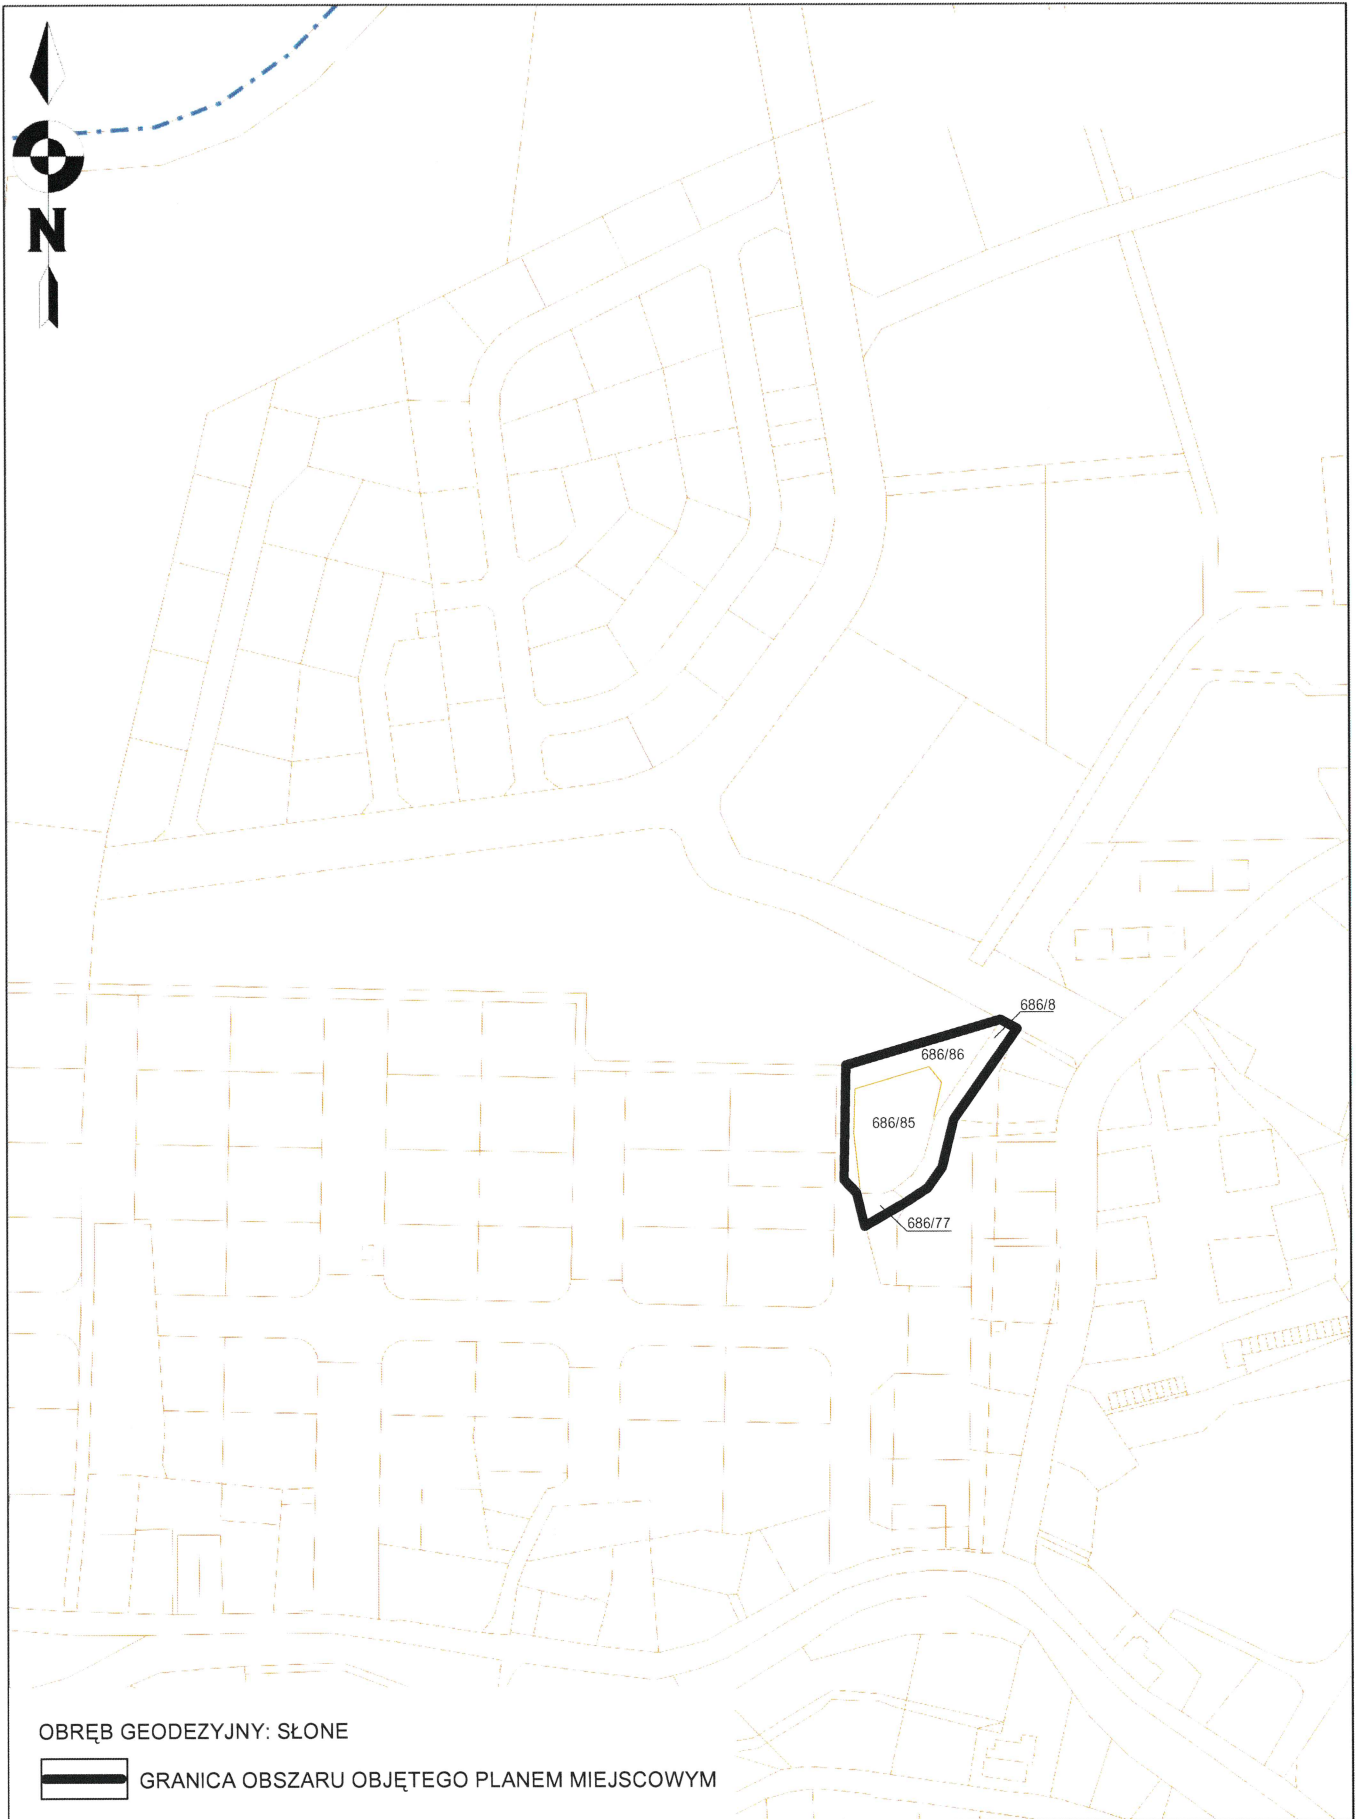 N
686/8
686/86
686/85
686/77
OBRĘB GEODEZYJNY: SŁONE
GRANICA OBSZARU OBJĘTEGO PLANEM MIEJSCOWYM